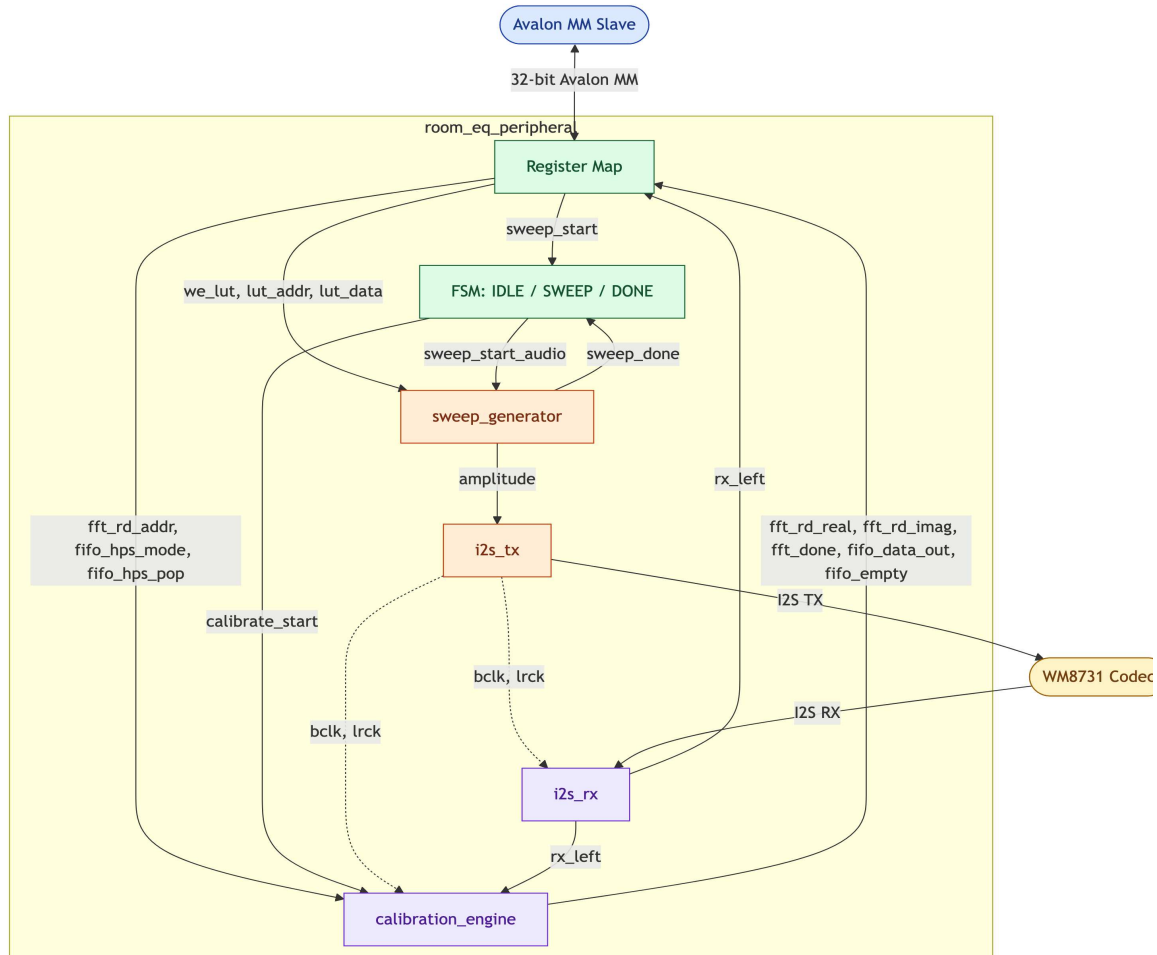 Avalon MM Slave
32-bit Avalon MM
room_eq_peripheral
Register Map
sweep_start
we_lut, lut_addr, lut_data
FSM: IDLE / SWEEP / DONE
sweep_start_audio
sweep_done
sweep_generator
amplitude
rx_left
fft_rd_addr,
fifo_hps_mode,
fifo_hps_pop
i2s_tx
fft_rd_real, fft_rd_imag,
fft_done, fifo_data_out,
fifo_empty
I2S TX
calibrate_start
bclk, lrck
WM8731 Codec
I2S RX
bclk, lrck
i2s_rx
rx_left
calibration_engine